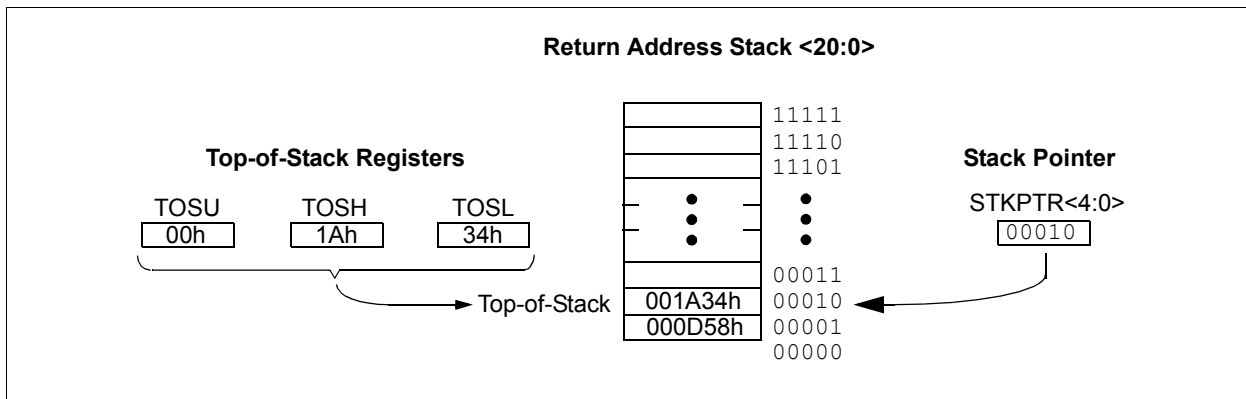 Return Address Stack <20:0>
11111
11110
11101
Top-of-Stack Registers
Stack Pointer
TOSU TOSH TOSL
00h 1Ah 34h
STKPTR<4:0>
00010
00011
Top-of-Stack 001A34h 00010
000D58h 00001
00000